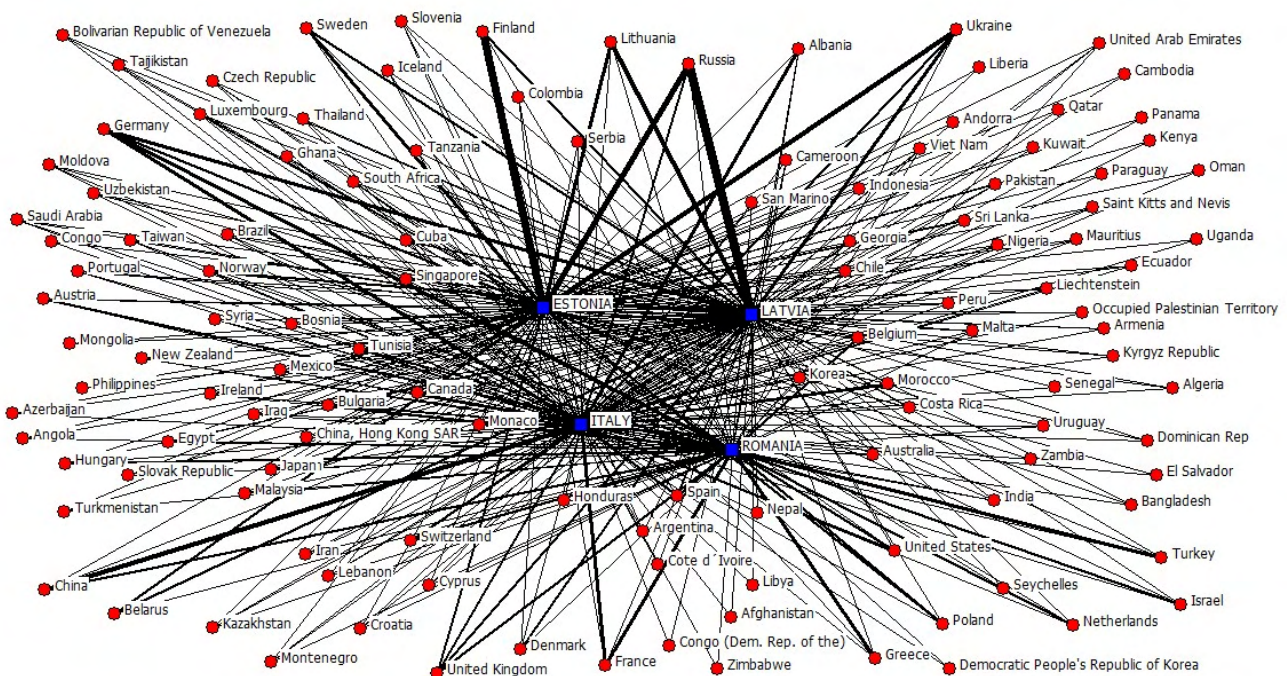 Slovenia
Sweden
Finland
Ukraine
Bolivarian Republic of Venezuela
Lithuania
United Arab Emirates
Albania
Tajikistan
Russia
Iceland
Liberia
Cambodia
Czech Republic
Colombia
Luxembourg
Qatar
Thailand
Panama
Andorra
Germany
Serbia
Kenya
Viet Nam
Kuwait
Tanzania
Ghana
Cameroon
Moldova
South Africa
Oman
Paraguay
Pakistan
Indonesia
Uzbekistan
San Marino
Saint Kitts and Nevis
Saudi Arabia
Sri Lanka
Brazil
Congo
Taiwan
Cuba
Georgia
Nigeria
Mauritius
Uganda
Portugal
Norway
Singapore
Chile
Ecuador
Liechtenstein
Austria
ESTONIA
Peru
LATVIA
Occupied Palestinian Territory
Syria
Bosnia
Malta
Armenia
Belgium
Mongolia
Tunisia
New Zealand
Kyrgyz Republic
Mexico
Korea
Morocco
Philippines
Ireland
Canada
Senegal
Algeria
Bulgaria
Costa Rica
Azerbaijan
Iraq
Monaco
ITALY
Uruguay
Angola
Egypt
China, Hong Kong SAR
Dominican Rep
ROMANIA
Australia
Zambia
Hungary
Slovak Republic
Japan
El Salvador
Malaysia
Honduras
Spain
India
Bangladesh
Turkmenistan
Nepal
Argentina
Switzerland
Iran
United States
Turkey
Cote d'Ivoire
Lebanon
China
Cyprus
Libya
Seychelles
Israel
Belarus
Afghanistan
Kazakhstan
Croatia
Poland
Netherlands
Denmark
Congo (Dem. Rep. of the)
Montenegro
United Kingdom
France
Zimbabwe
Greece
Democratic People's Republic of Korea